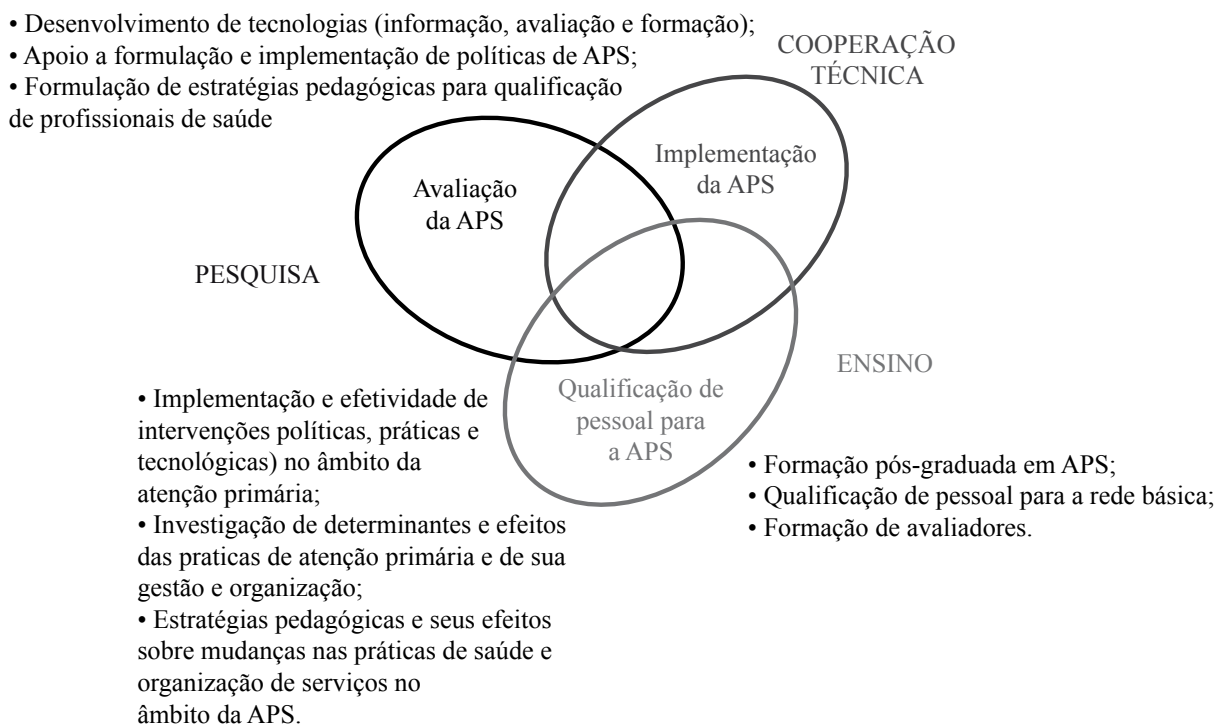 • Desenvolvimento de tecnologias (informação, avaliação e formação);
• Apoio a formulação e implementação de políticas de APS;
• Formulação de estratégias pedagógicas para qualificação
de profissionais de saúde
COOPERAÇÃO
TÉCNICA
Implementação
da APS
Avaliação
da APS
PESQUISA
ENSINO
Qualificação de
pessoal para
a APS
• Implementação e efetividade de
intervenções políticas, práticas e
tecnológicas) no âmbito da
atenção primária;
• Investigação de determinantes e efeitos
das praticas de atenção primária e de sua
gestão e organização;
• Estratégias pedagógicas e seus efeitos
sobre mudanças nas práticas de saúde e
organização de serviços no
âmbito da APS.
• Formação pós-graduada em APS;
• Qualificação de pessoal para a rede básica;
• Formação de avaliadores.